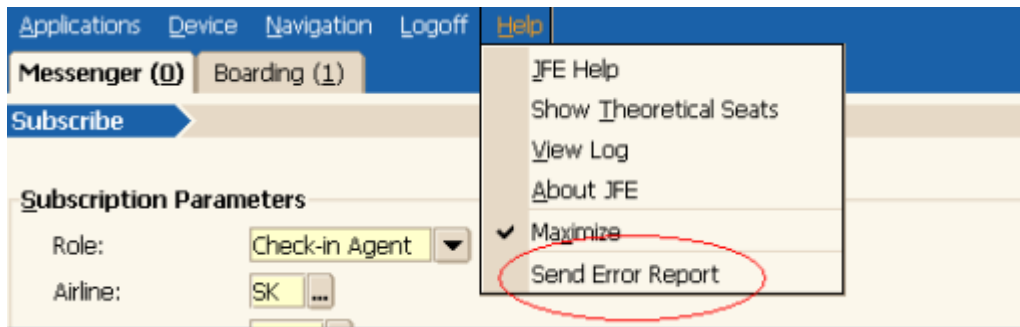 Applications Device Navigation Logoff Help
Messenger (0) Boarding (1)
Subscribe
Subscription Parameters
Role: Check-in Agent
Airline: SK ...
JFE Help
Show Theoretical Seats
View Log
About JFE
Maximize
Send Error Report